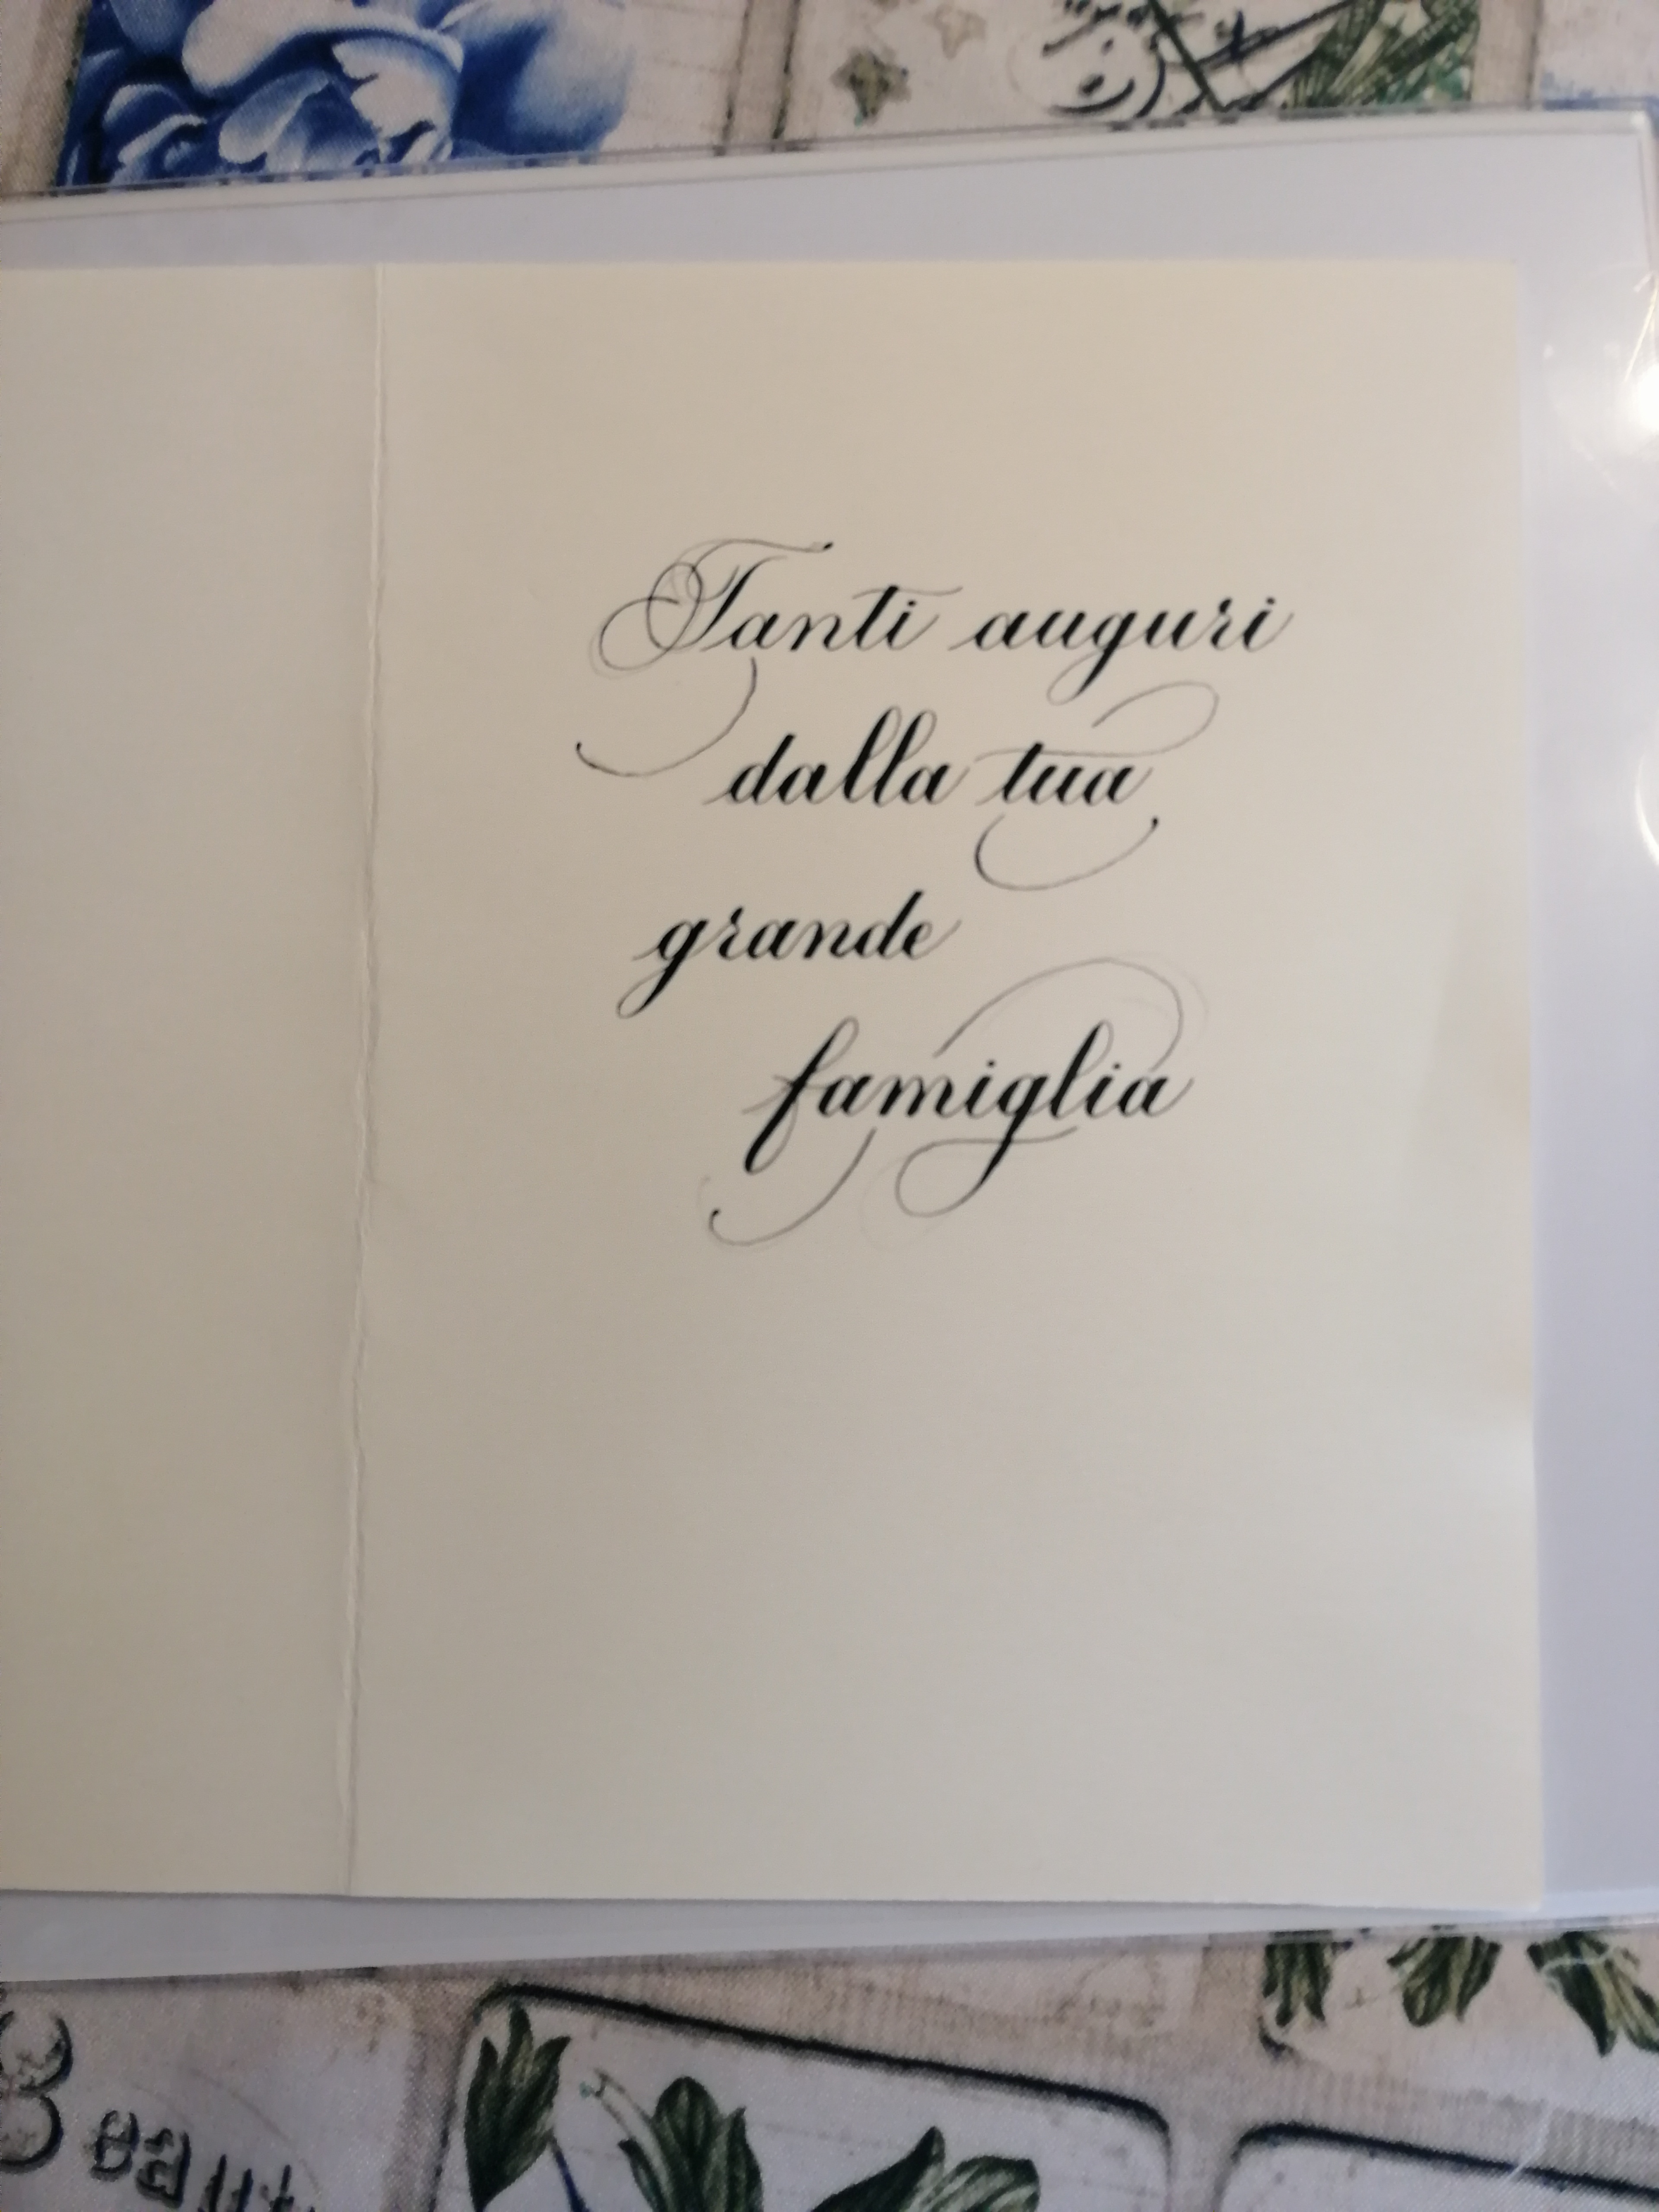 Tanti auguri
dalla tua
grande
famiglia